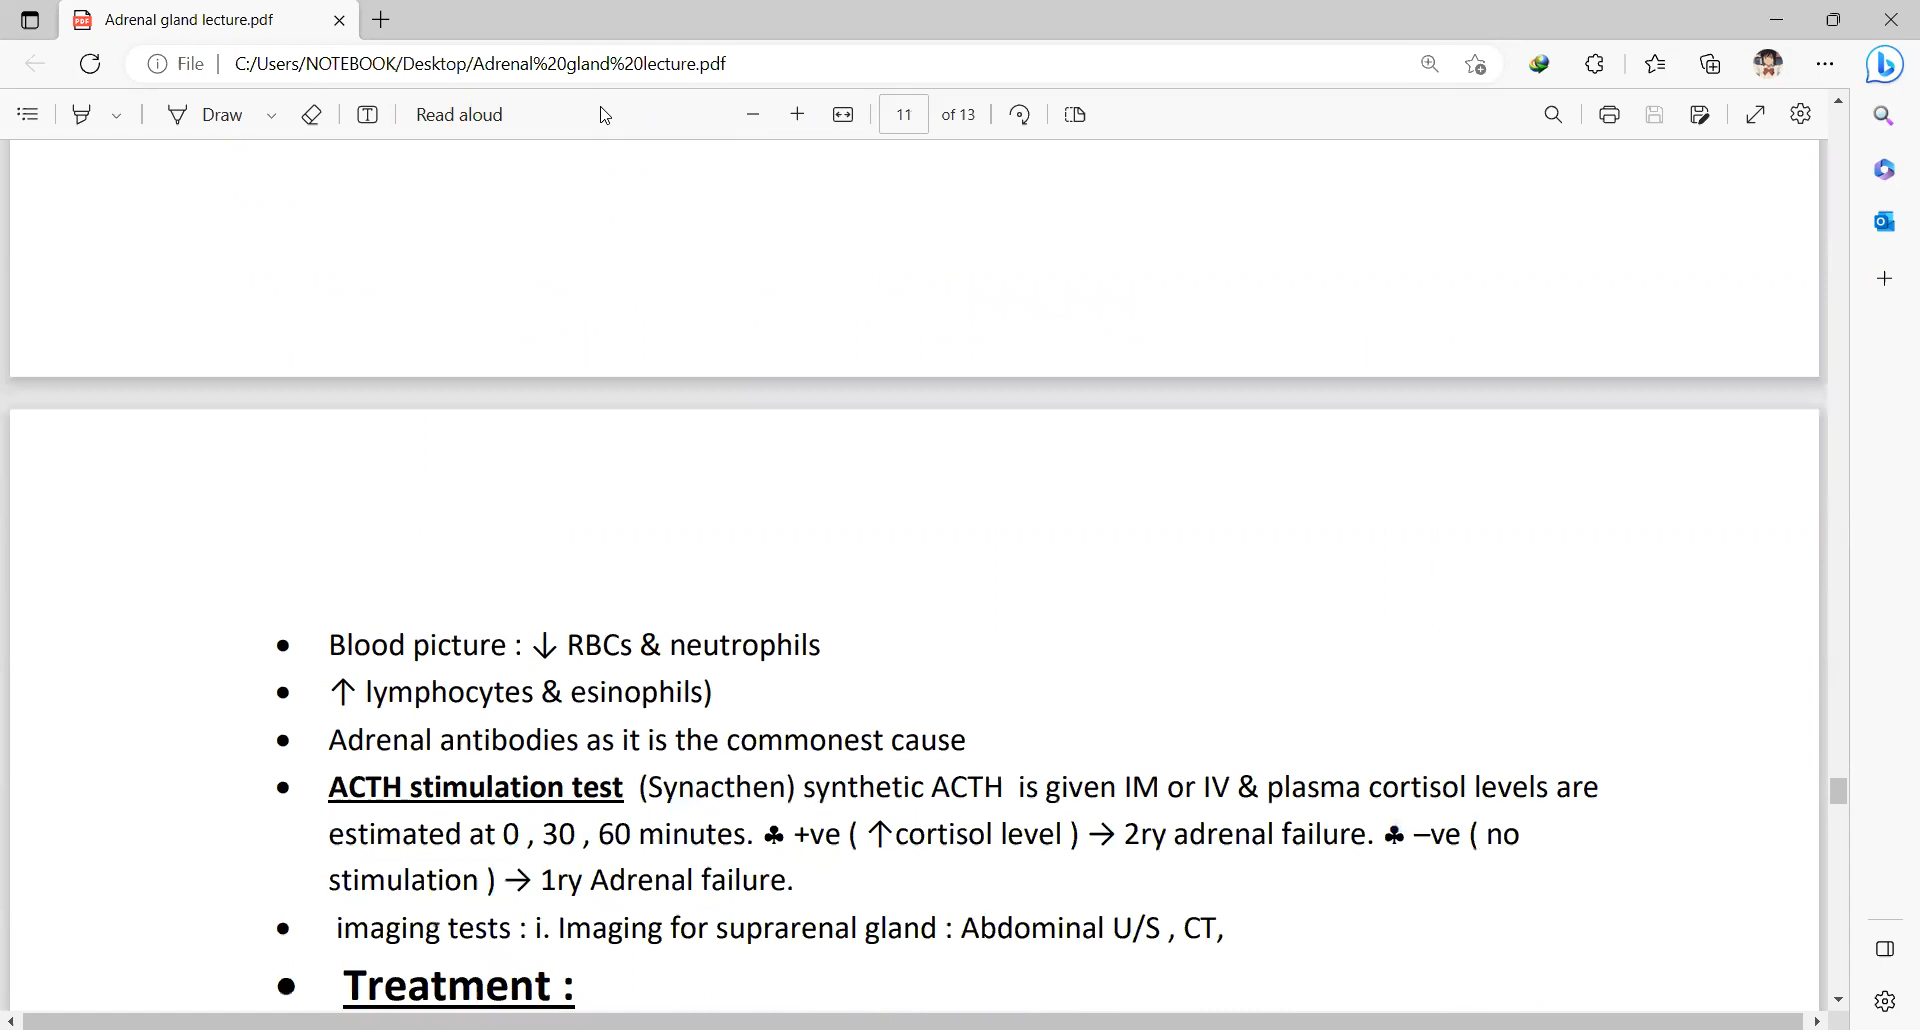 Adrenal gland lecture.pdf
File | C:/Users/NOTEBOOK/Desktop/Adrenal%20gland%20lecture.pdf
Draw Read aloud 11 of 13
• Blood picture : ↓ RBCs & neutrophils
• ↑ lymphocytes & esinophils)
• Adrenal antibodies as it is the commonest cause
• ACTH stimulation test (Synacthen) synthetic ACTH is given IM or IV & plasma cortisol levels are
estimated at 0 , 30 , 60 minutes. ♣ +ve ( ↑cortisol level ) → 2ry adrenal failure. ♣ –ve ( no
stimulation ) → 1ry Adrenal failure.
• imaging tests : i. Imaging for suprarenal gland : Abdominal U/S , CT,
• Treatment :